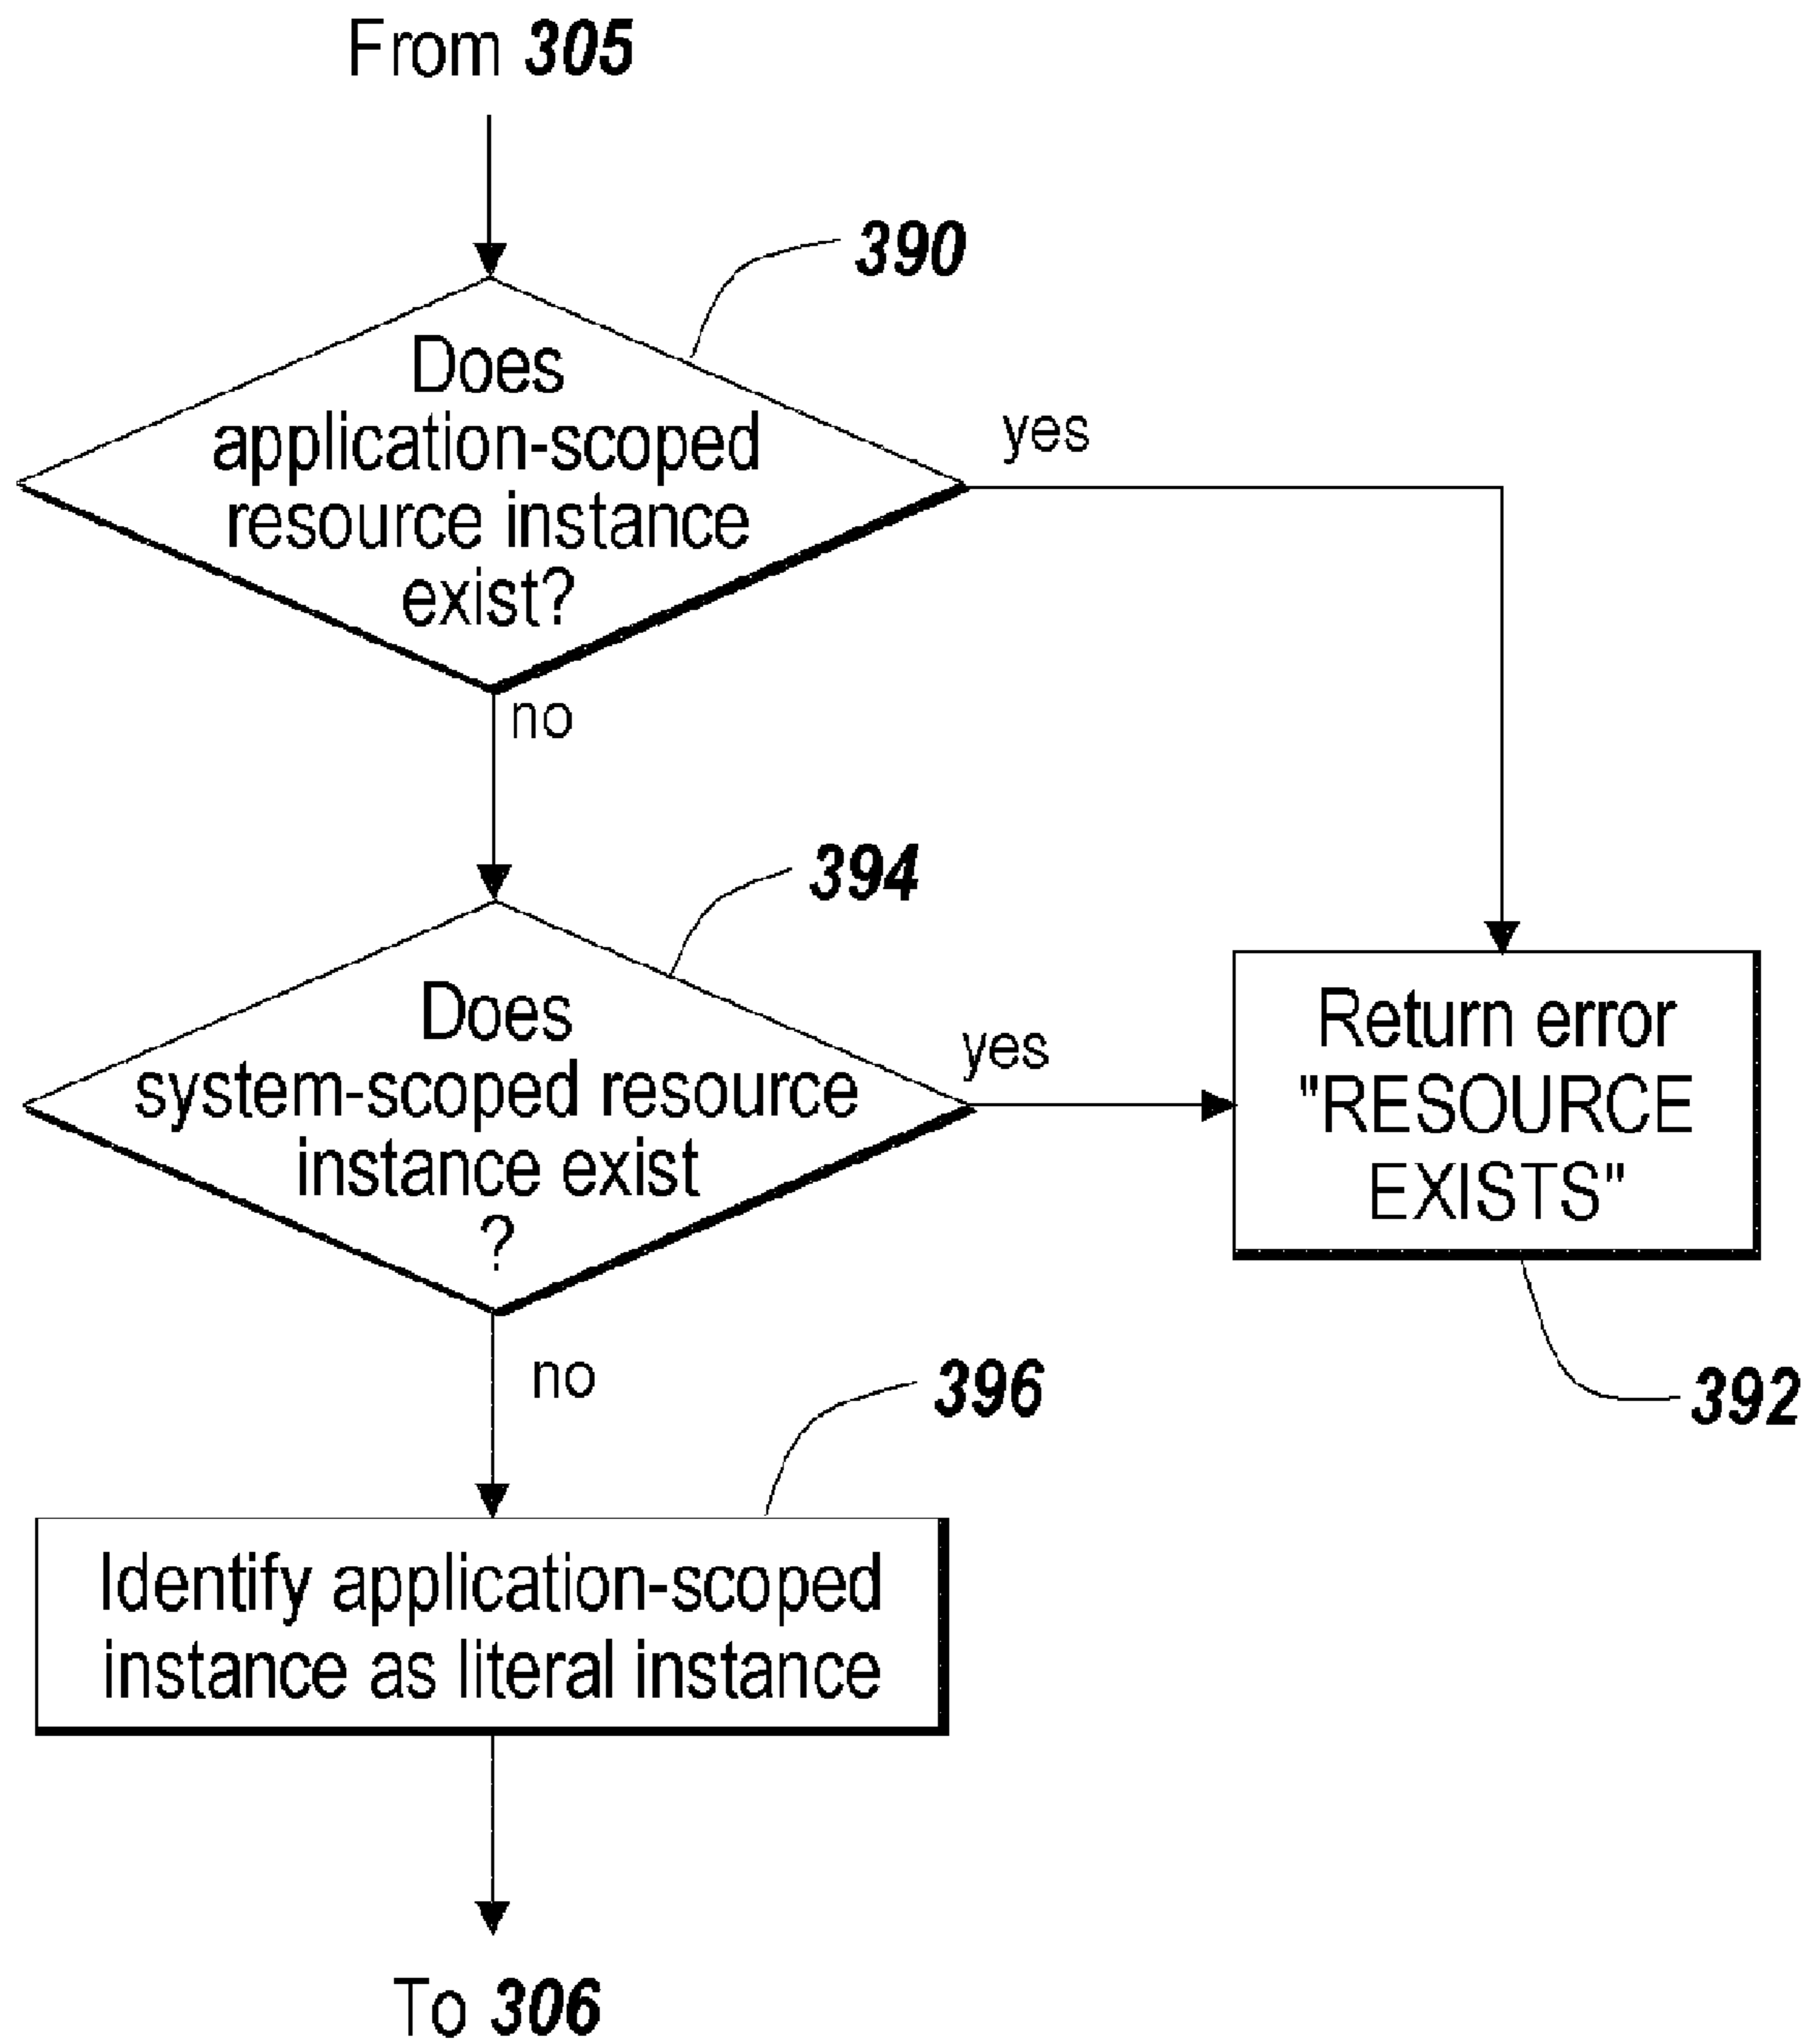 From 305
390
Does
application-scoped
resource instance
exist?
yes
no
394
Does
system-scoped resource
instance exist
?
yes
Return error
"RESOURCE
EXISTS"
392
no
396
Identify application-scoped
instance as literal instance
To 306